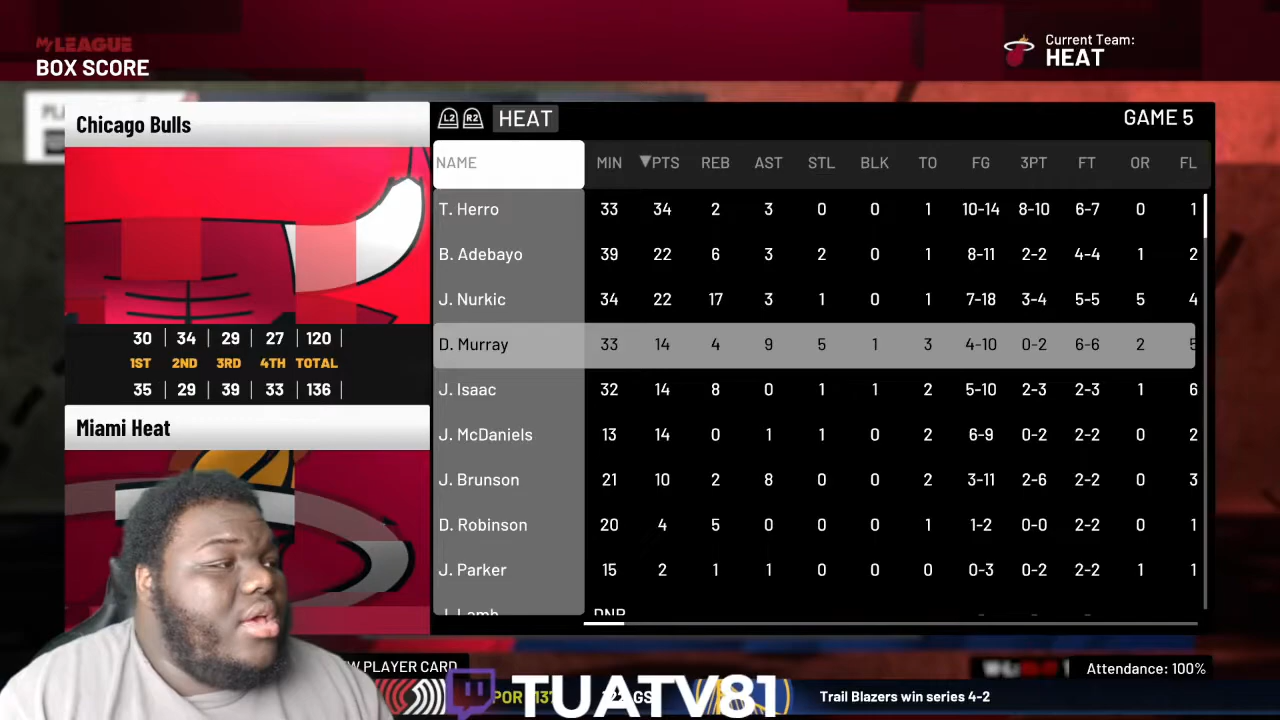 MyLEAGUE
BOX SCORE
Current Team:
HEAT
Chicago Bulls
L2 R2 HEAT
GAME 5
NAME MIN ▼PTS REB AST STL BLK TO FG 3PT FT OR FL
T. Herro 33 34 2 3 0 0 1 10-14 8-10 6-7 0 1
B. Adebayo 39 22 6 3 2 0 1 8-11 2-2 4-4 1 2
J. Nurkic 34 22 17 3 1 0 1 7-18 3-4 5-5 5 4
D. Murray 33 14 4 9 5 1 3 4-10 0-2 6-6 2 5
J. Isaac 32 14 8 0 1 1 2 5-10 2-3 2-3 1 6
J. McDaniels 13 14 0 1 1 0 2 6-9 0-2 2-2 0 2
J. Brunson 21 10 2 8 0 0 2 3-11 2-6 2-2 0 3
D. Robinson 20 4 5 0 0 0 1 1-2 0-0 2-2 0 1
J. Parker 15 2 1 1 0 0 0 0-3 0-2 2-2 1 1
J. Lamb DNP - - -
30 34 29 27 120
1ST 2ND 3RD 4TH TOTAL
35 29 39 33 136
Miami Heat
PLAYER CARD
Attendance: 100%
POR 137
TUATV81
Trail Blazers win series 4-2